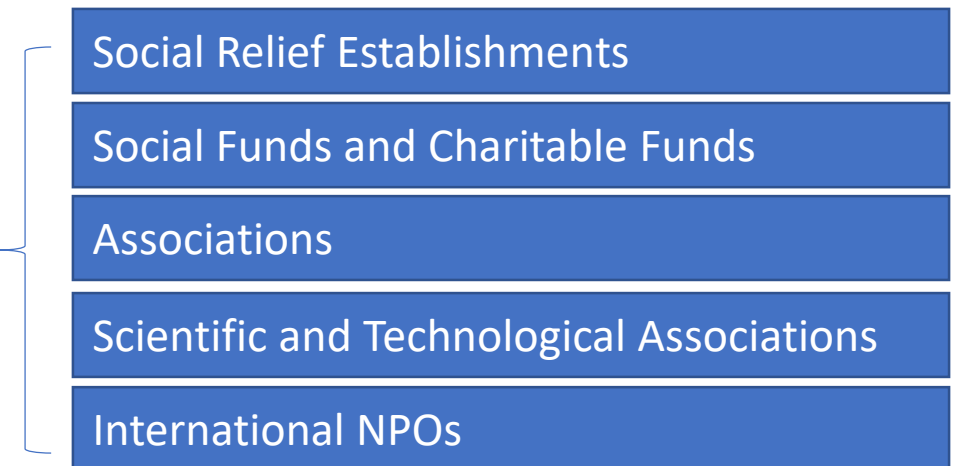 Social Relief Establishments
Social Funds and Charitable Funds
Associations
Scientific and Technological Associations
International NPOs